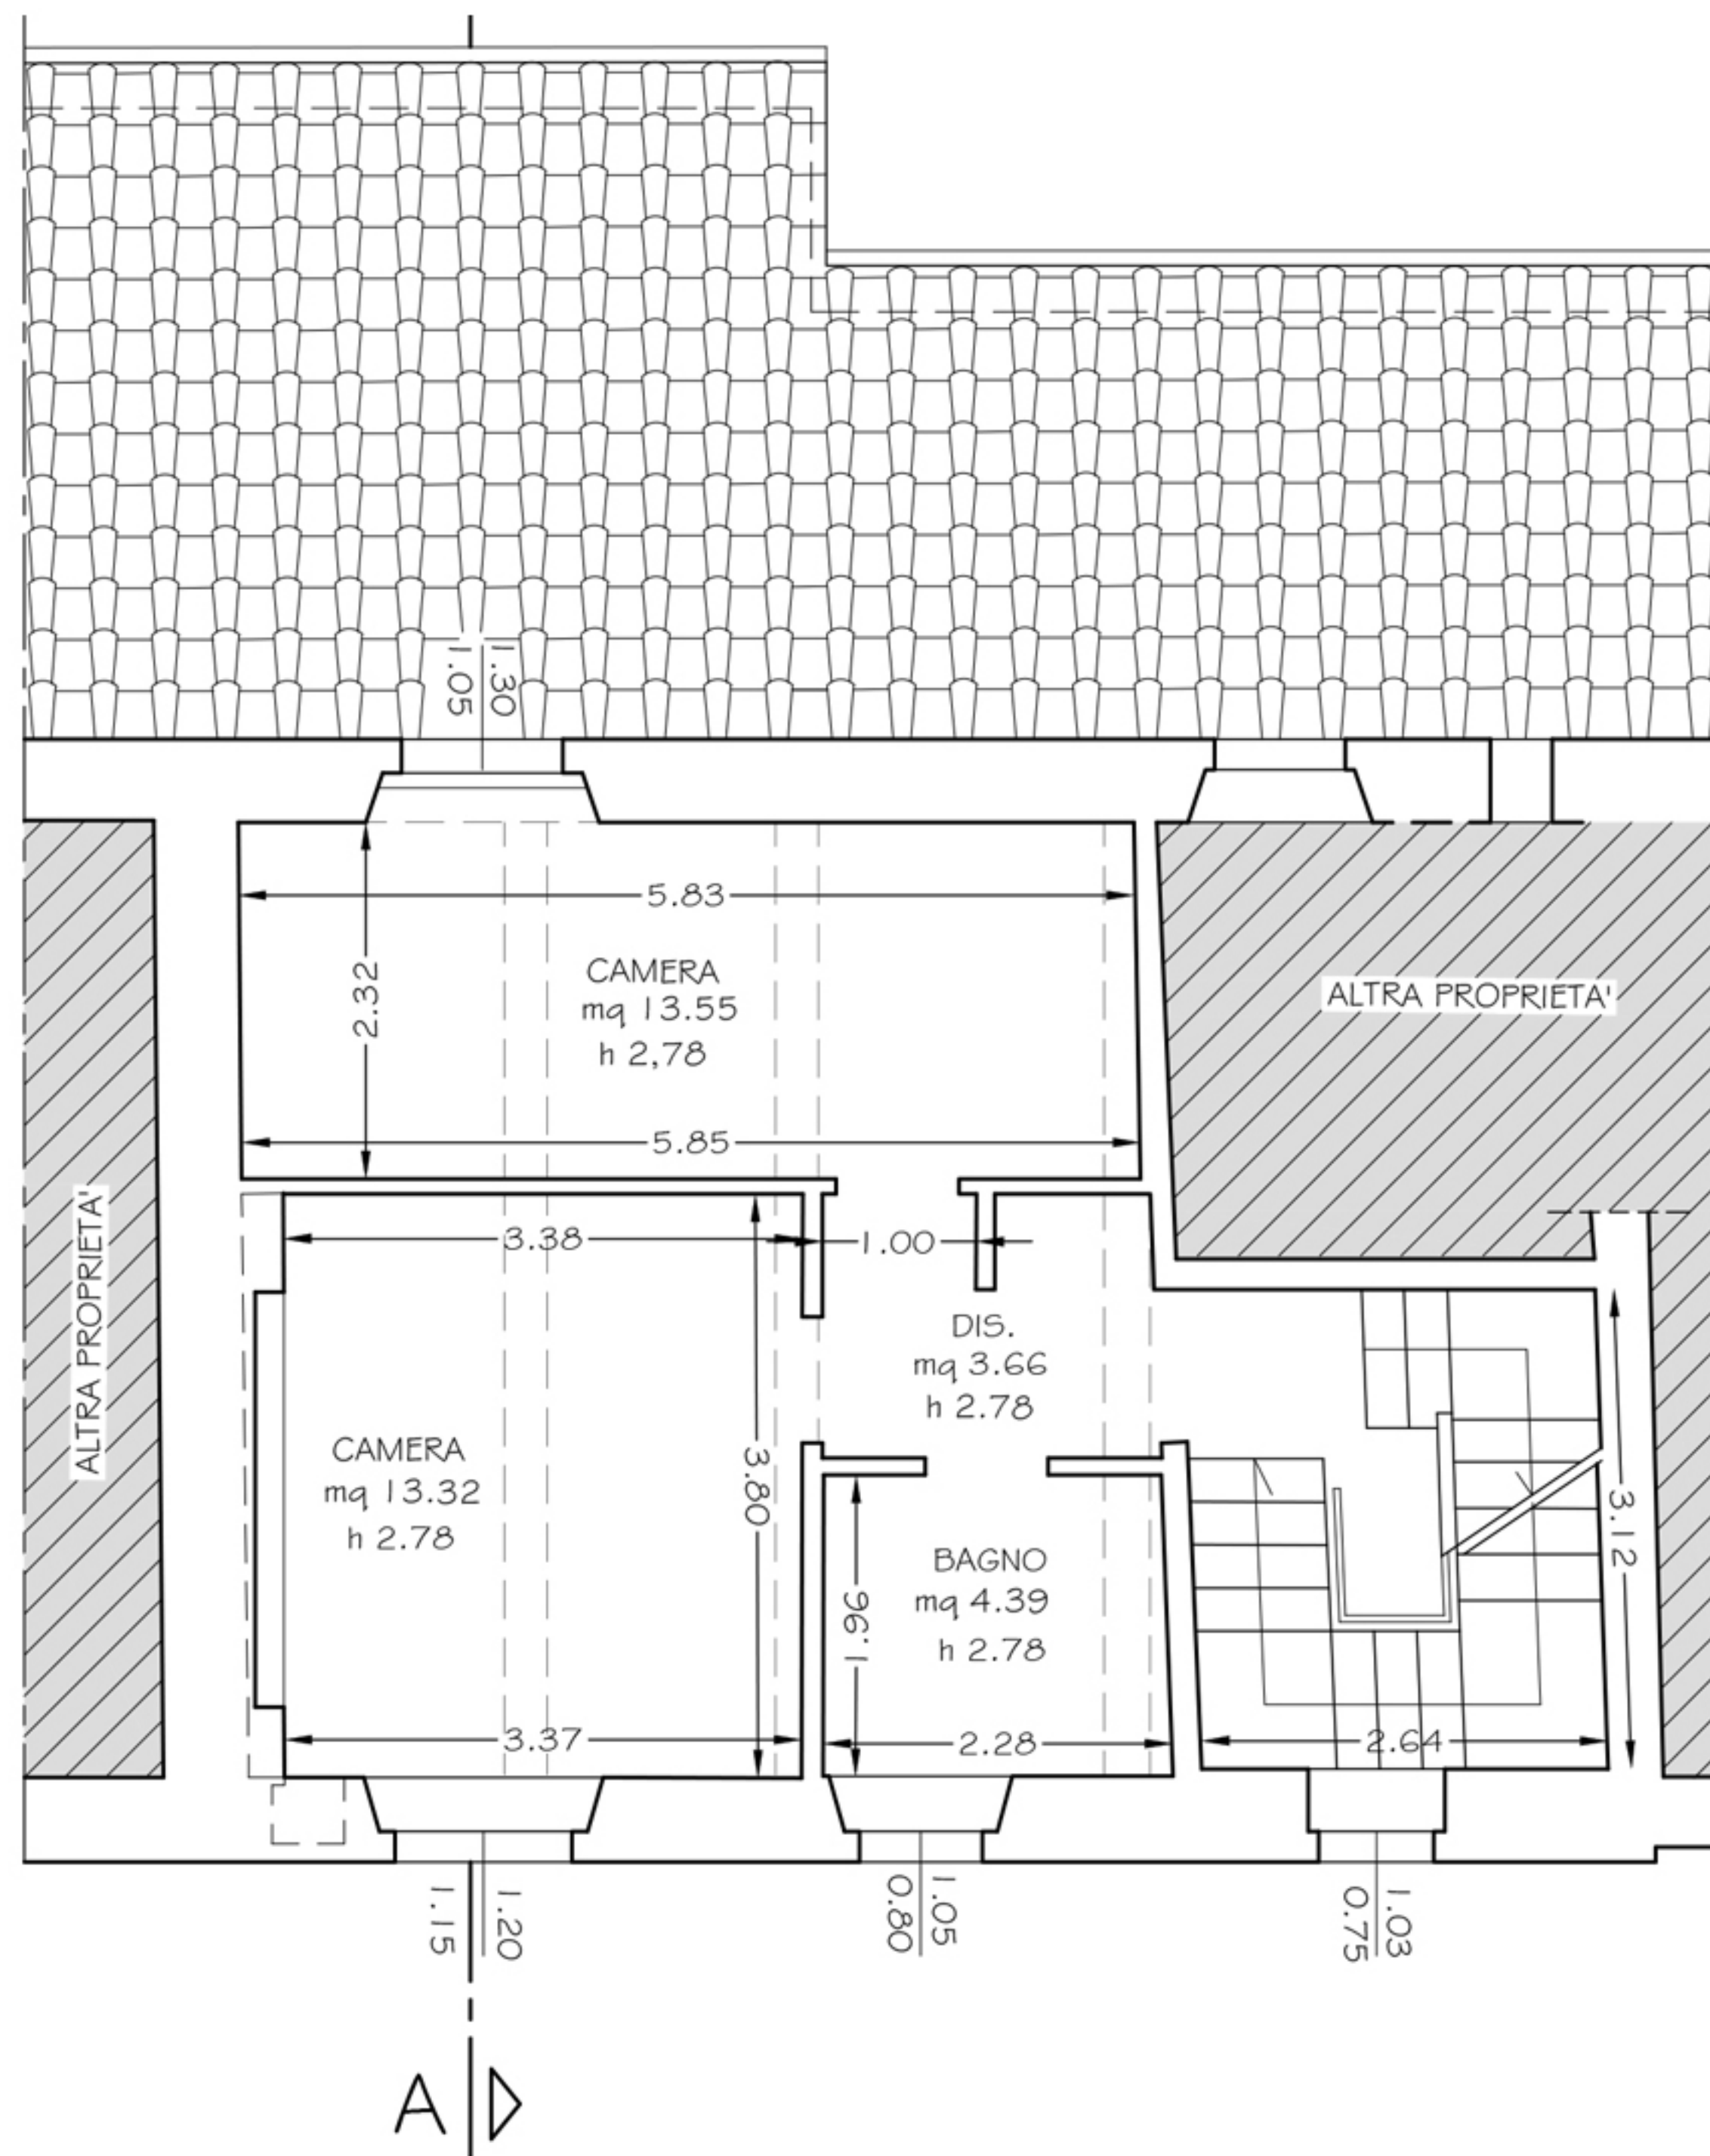 1.30
1.05
5.83
2.32
CAMERA
mq 13.55
h 2,78
ALTRA PROPRIETA'
5.85
ALTRA PROPRIETA'
3.38
1.00
DIS.
mq 3.66
h 2.78
CAMERA
mq 13.32
h 2.78
3.80
3.12
BAGNO
mq 4.39
h 2.78
1.96
3.37
2.28
2.64
1.20
1.15
1.05
0.80
1.03
0.75
A